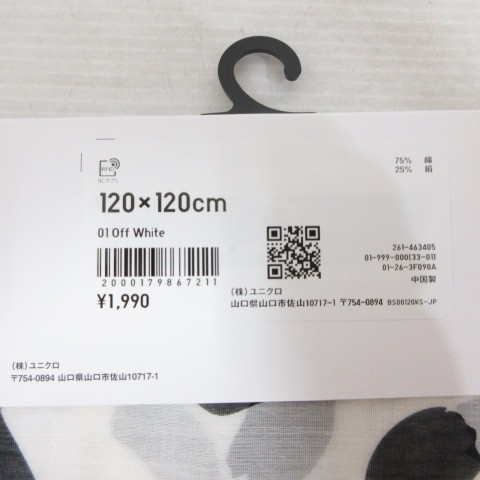 RFID
(ICタグ)
75% 綿
25% 絹
120×120cm
01 Off White
2000179867211
¥1,990
261-463405
01-999-000(33-01)
01-26-3F090A
中国製
(株)ユニクロ
山口県山口市佐山10717-1 〒754-0894 BS00120KS-JP
(株)ユニクロ
〒754-0894 山口県山口市佐山10717-1